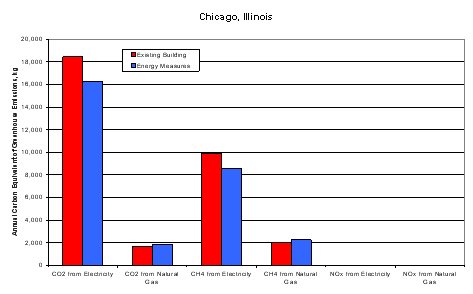 Chicago, Illinois
Annual Carbon Equivalent of Greenhouse Emissions, kg
20,000
18,000
16,000
14,000
12,000
10,000
8,000
6,000
4,000
2,000
0
Existing Building
Energy Measures
CO2 from Electricity
CO2 from Natural
Gas
CH4 from Electricity
CH4 from Natural
Gas
NOx from Electricity
NOx from Natural
Gas